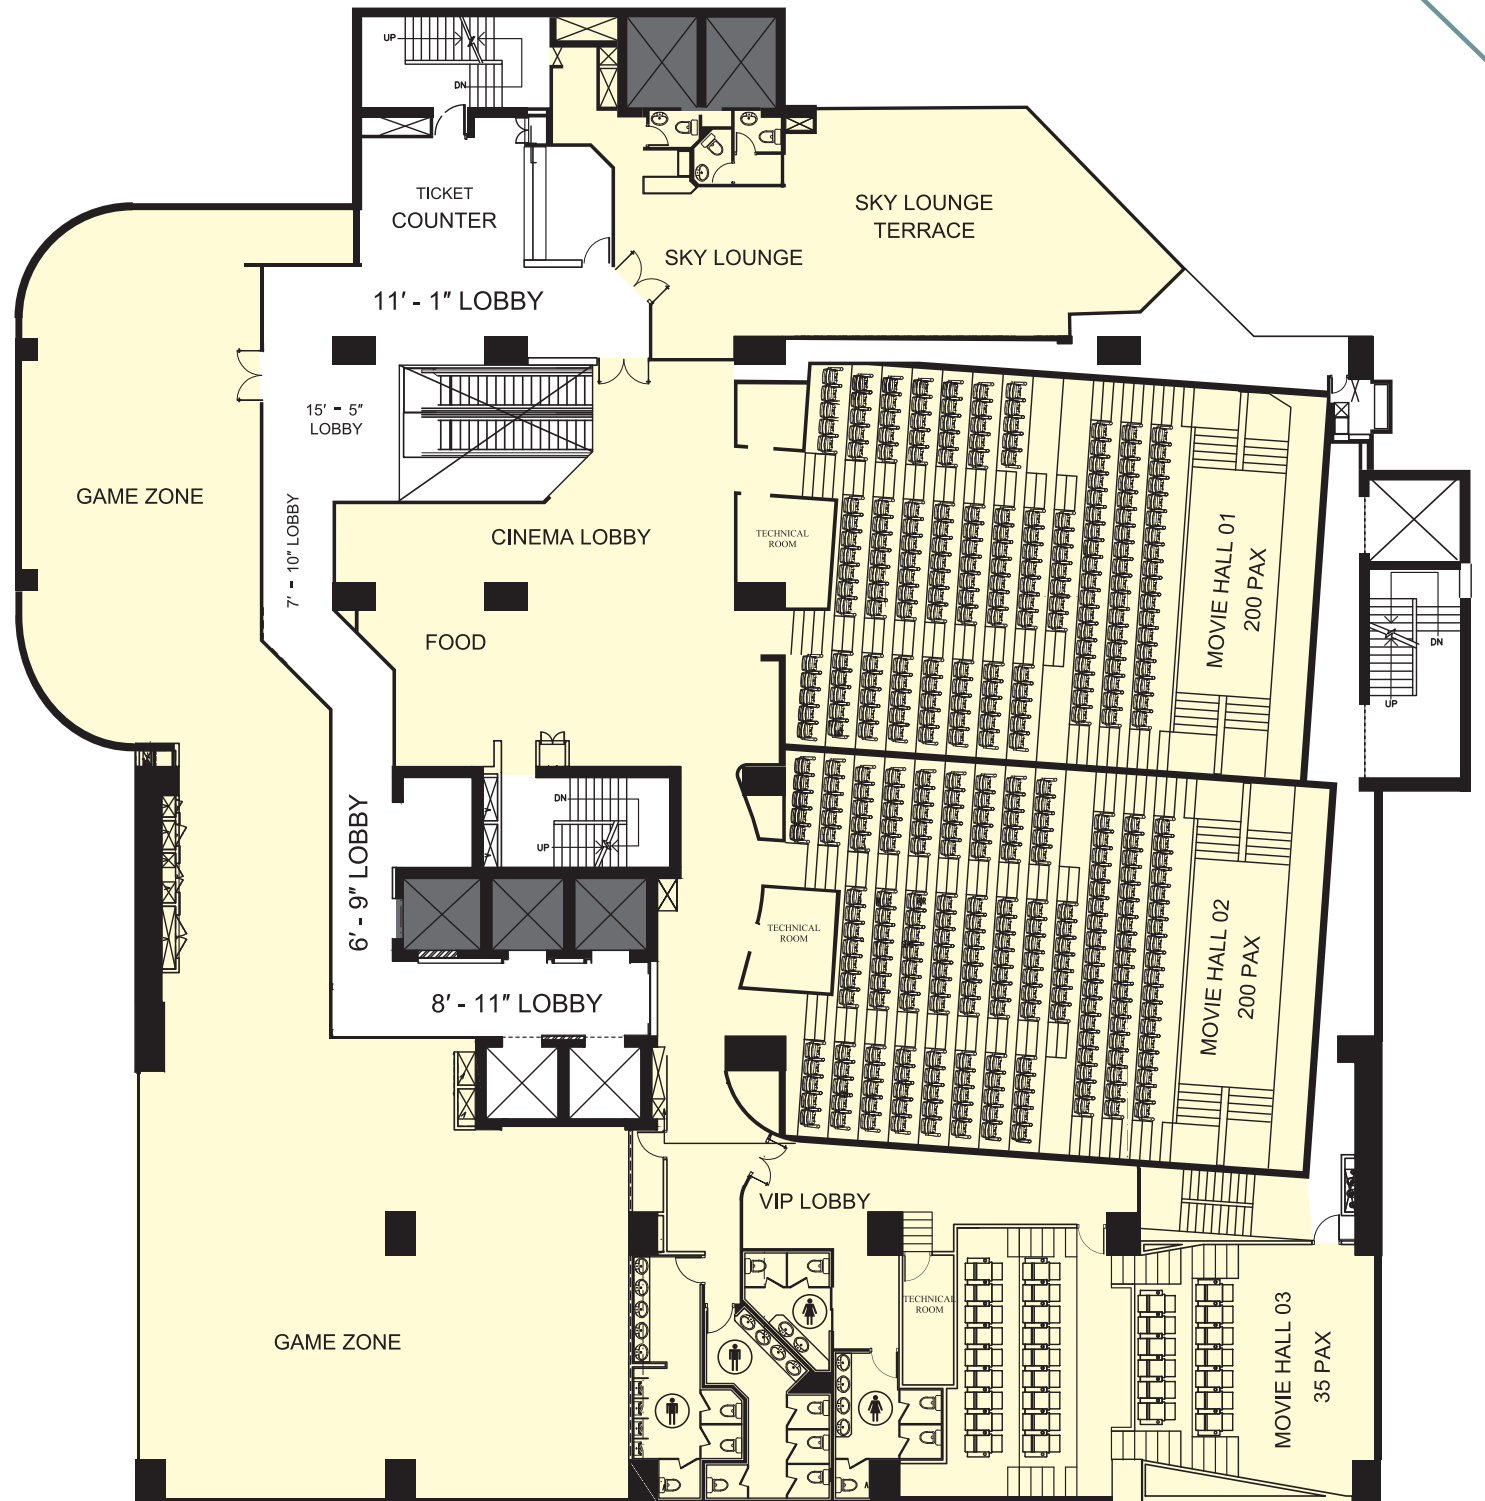 UP
DN
TICKET
COUNTER
SKY LOUNGE
TERRACE
SKY LOUNGE
11' - 1" LOBBY
15' - 5"
LOBBY
GAME ZONE
7' - 10" LOBBY
CINEMA LOBBY
TECHNICAL
ROOM
MOVIE HALL 01
200 PAX
FOOD
DN
UP
6' - 9" LOBBY
DN
UP
TECHNICAL
ROOM
MOVIE HALL 02
200 PAX
8' - 11" LOBBY
VIP LOBBY
TECHNICAL
ROOM
GAME ZONE
MOVIE HALL 03
35 PAX